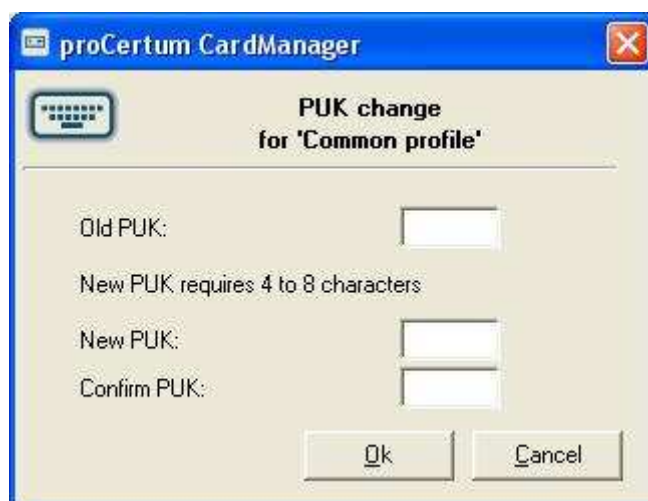 proCertum CardManager
PUK change
for 'Common profile'
Old PUK:
New PUK requires 4 to 8 characters
New PUK:
Confirm PUK:
Ok
Cancel